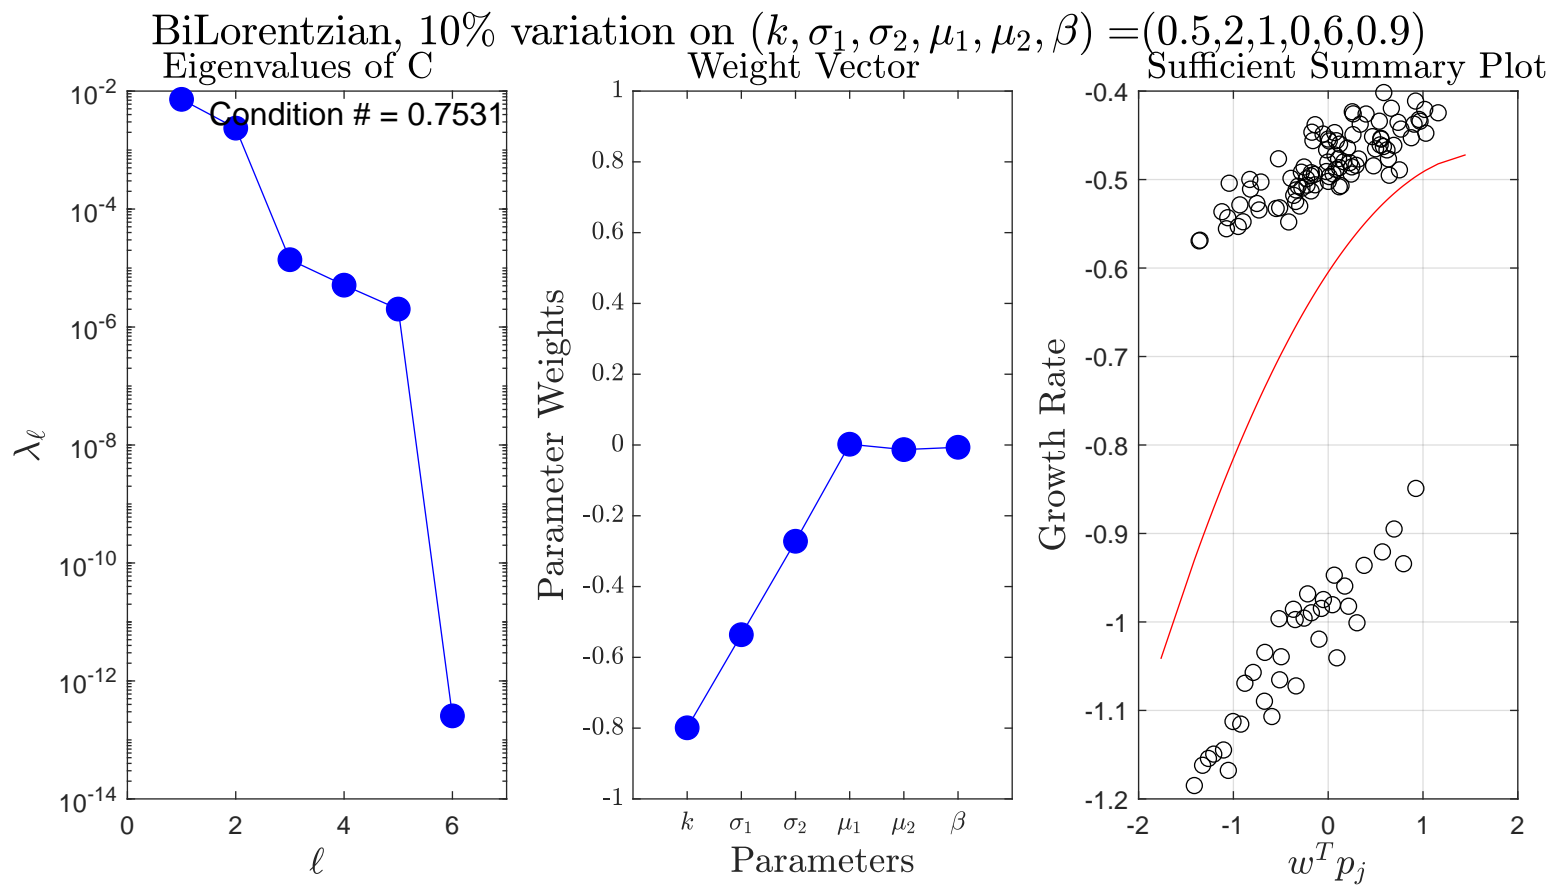 BiLorentzian, 10% variation on (k, σ₁, σ₂, μ₁, μ₂, β) =(0.5,2,1,0,6,0.9)
Eigenvalues of C
Condition # = 0.7531
10⁻²
10⁻⁴
10⁻⁶
10⁻⁸
10⁻¹⁰
10⁻¹²
10⁻¹⁴
λ_ℓ
0
2
4
6
ℓ
Weight Vector
1
0.8
0.6
0.4
0.2
0
-0.2
-0.4
-0.6
-0.8
-1
Parameter Weights
k
σ₁
σ₂
μ₁
μ₂
β
Parameters
Sufficient Summary Plot
-0.4
-0.5
-0.6
-0.7
-0.8
-0.9
-1
-1.1
-1.2
Growth Rate
-2
-1
0
1
2
wᵀpⱼ